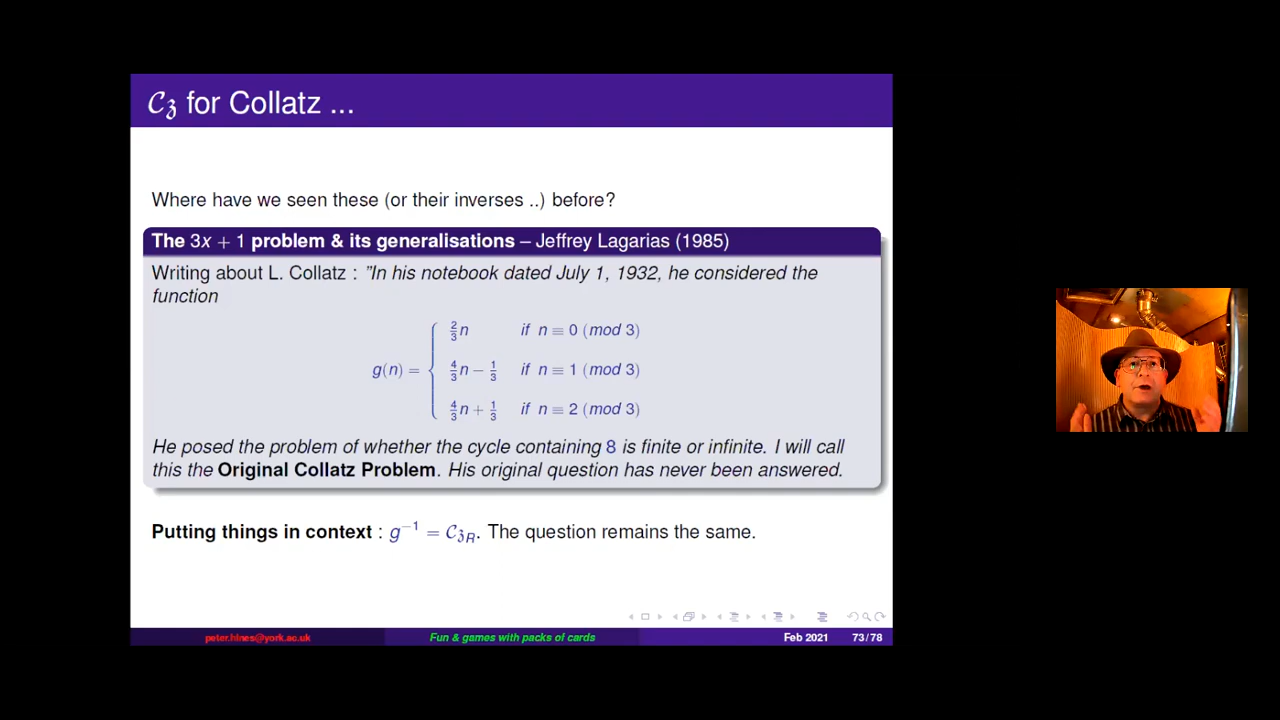 𝒞𝔷 for Collatz ...
Where have we seen these (or their inverses ..) before?
The 3x + 1 problem & its generalisations – Jeffrey Lagarias (1985)
Writing about L. Collatz : ”In his notebook dated July 1, 1932, he considered the
function
2/3 n if n ≡ 0 (mod 3)
g(n) = { 4/3 n − 1/3 if n ≡ 1 (mod 3)
4/3 n + 1/3 if n ≡ 2 (mod 3)
He posed the problem of whether the cycle containing 8 is finite or infinite. I will call
this the Original Collatz Problem. His original question has never been answered.
Putting things in context : g⁻¹ = 𝒞𝔷R. The question remains the same.
peter.hines@york.ac.uk Fun & games with packs of cards Feb 2021 73 / 78